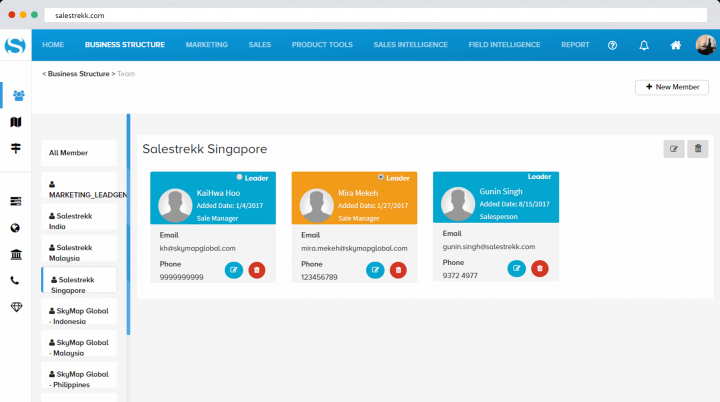 salestrekk.com
HOME BUSINESS STRUCTURE MARKETING SALES PRODUCT TOOLS SALES INTELLIGENCE FIELD INTELLIGENCE REPORT
< Business Structure > Team
+ New Member
All Member
MARKETING_LEADGEN
Salestrekk
India
Salestrekk
Malaysia
Salestrekk
Singapore
SkyMap Global
- Indonesia
SkyMap Global
- Malaysia
SkyMap Global
- Philippines
Salestrekk Singapore
Leader
KaiHwa Hoo
Added Date: 1/4/2017
Sale Manager
Email
kh@skymapglobal.com
Phone
9999999999
Leader
Mira Mekeh
Added Date: 1/27/2017
Sale Manager
Email
mira.mekeh@skymapglobal.com
Phone
123456789
Leader
Gunin Singh
Added Date: 8/15/2017
Salesperson
Email
gunin.singh@salestrekk.com
Phone
9372 4977